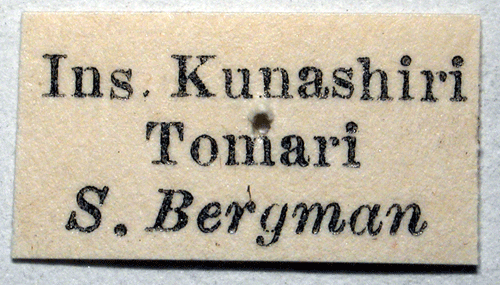 Ins. Kunashiri
Tomari
S. Bergman